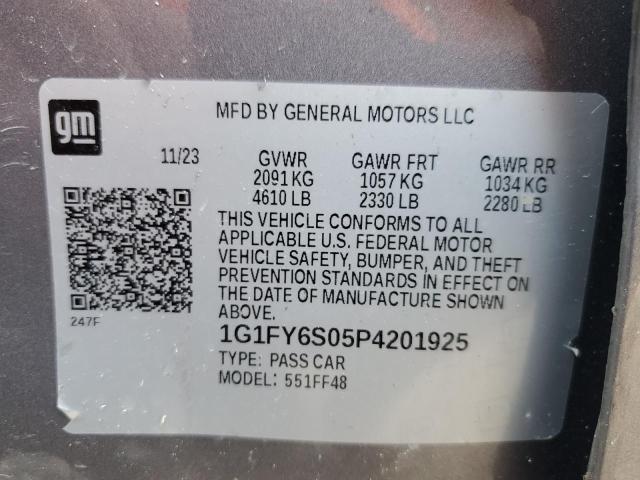 gm
MFD BY GENERAL MOTORS LLC
11/23 GVWR GAWR FRT GAWR RR
2091 KG 1057 KG 1034 KG
4610 LB 2330 LB 2280 LB
THIS VEHICLE CONFORMS TO ALL
APPLICABLE U.S. FEDERAL MOTOR
VEHICLE SAFETY, BUMPER, AND THEFT
PREVENTION STANDARDS IN EFFECT ON
THE DATE OF MANUFACTURE SHOWN
ABOVE.
247F
1G1FY6S05P4201925
TYPE: PASS CAR
MODEL: 551FF48